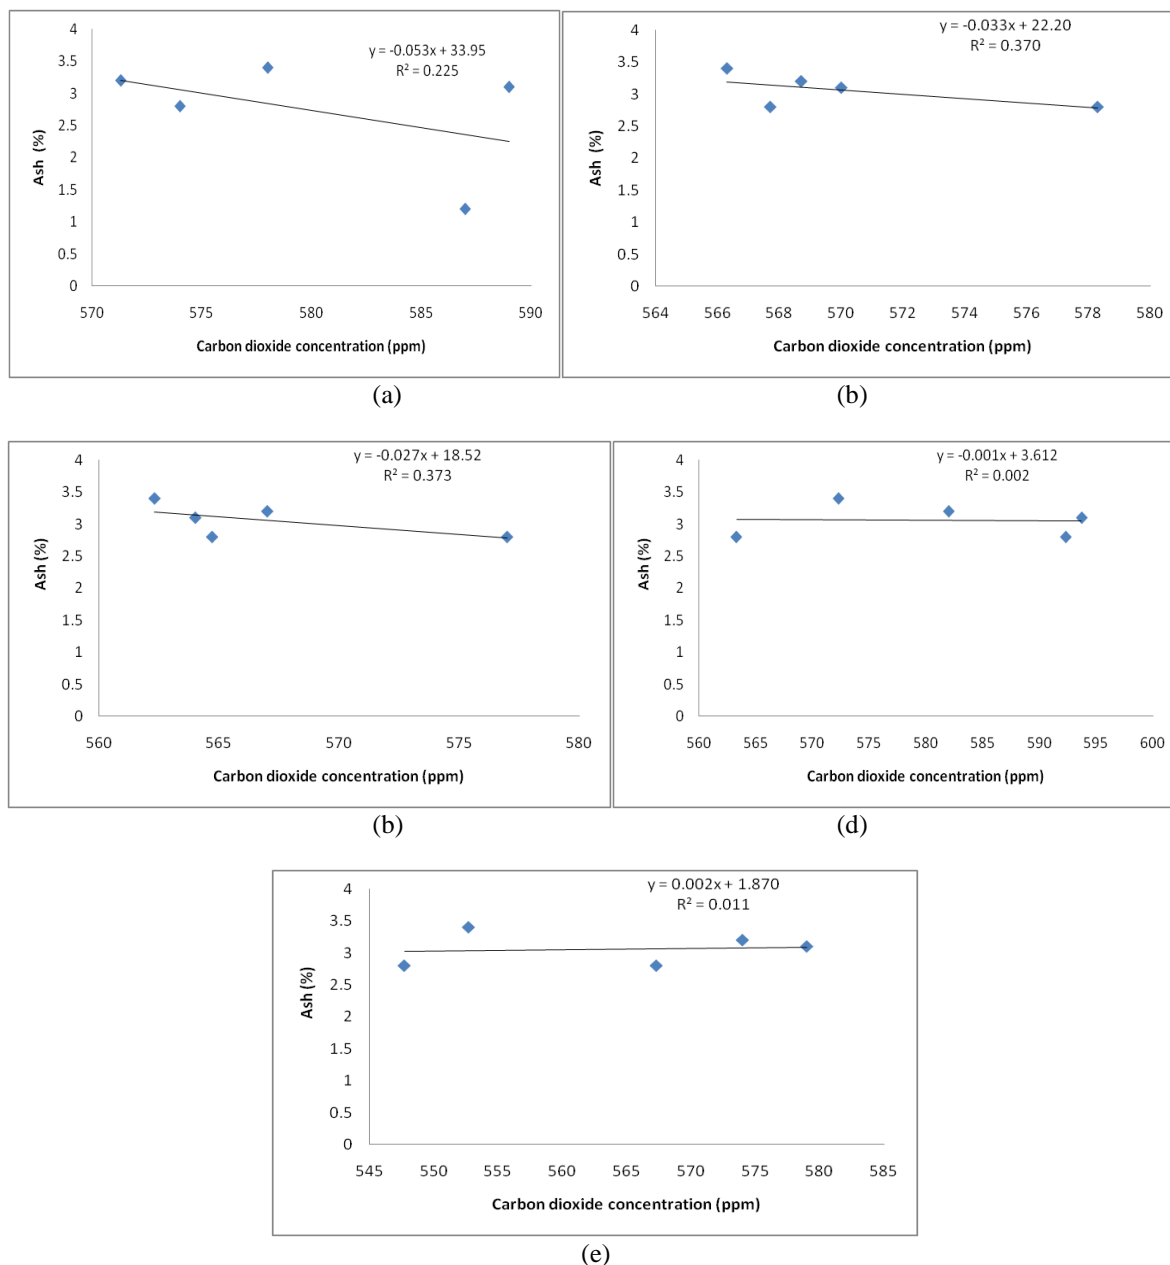 y = -0.053x + 33.95
R² = 0.225
4
3.5
3
2.5
2
1.5
1
0.5
0
Ash (%)
570 575 580 585 590
Carbon dioxide concentration (ppm)
(a)
y = -0.033x + 22.20
R² = 0.370
4
3.5
3
2.5
2
1.5
1
0.5
0
Ash (%)
564 566 568 570 572 574 576 578 580
Carbon dioxide concentration (ppm)
(b)
y = -0.027x + 18.52
R² = 0.373
4
3.5
3
2.5
2
1.5
1
0.5
0
Ash (%)
560 565 570 575 580
Carbon dioxide concentration (ppm)
(b)
y = -0.001x + 3.612
R² = 0.002
4
3.5
3
2.5
2
1.5
1
0.5
0
Ash (%)
560 565 570 575 580 585 590 595 600
Carbon dioxide concentration (ppm)
(d)
y = 0.002x + 1.870
R² = 0.011
4
3.5
3
2.5
2
1.5
1
0.5
0
Ash (%)
545 550 555 560 565 570 575 580 585
Carbon dioxide concentration (ppm)
(e)